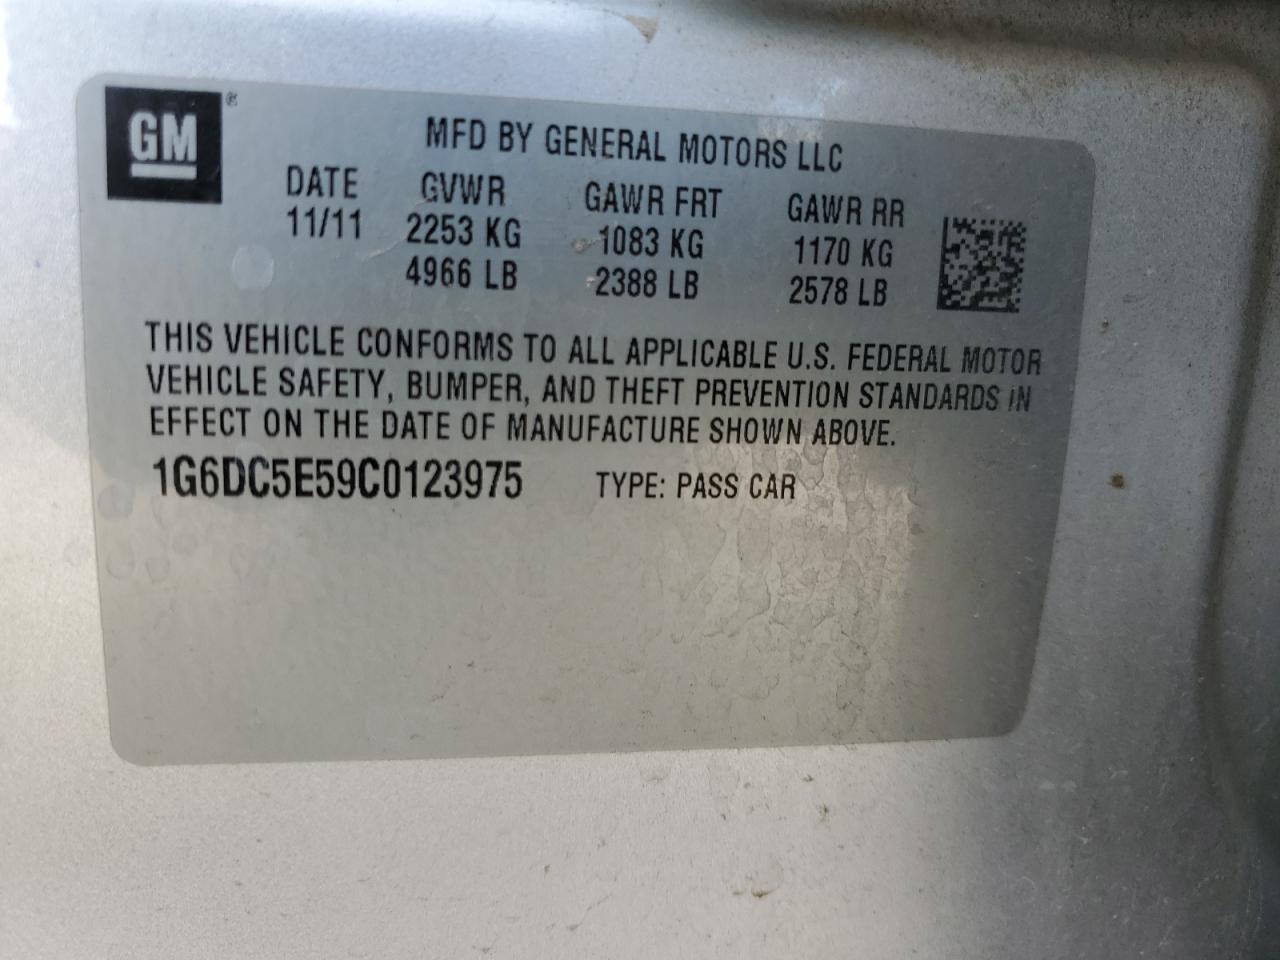 GM®
MFD BY GENERAL MOTORS LLC
DATE GVWR GAWR FRT GAWR RR
11/11 2253 KG 1083 KG 1170 KG
4966 LB 2388 LB 2578 LB
THIS VEHICLE CONFORMS TO ALL APPLICABLE U.S. FEDERAL MOTOR
VEHICLE SAFETY, BUMPER, AND THEFT PREVENTION STANDARDS IN
EFFECT ON THE DATE OF MANUFACTURE SHOWN ABOVE.
1G6DC5E59C0123975 TYPE: PASS CAR